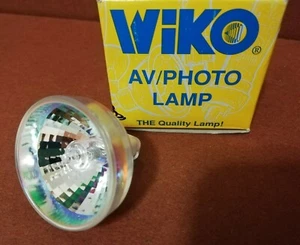 WIKO®
AV/PHOTO
LAMP
THE Quality Lamp!